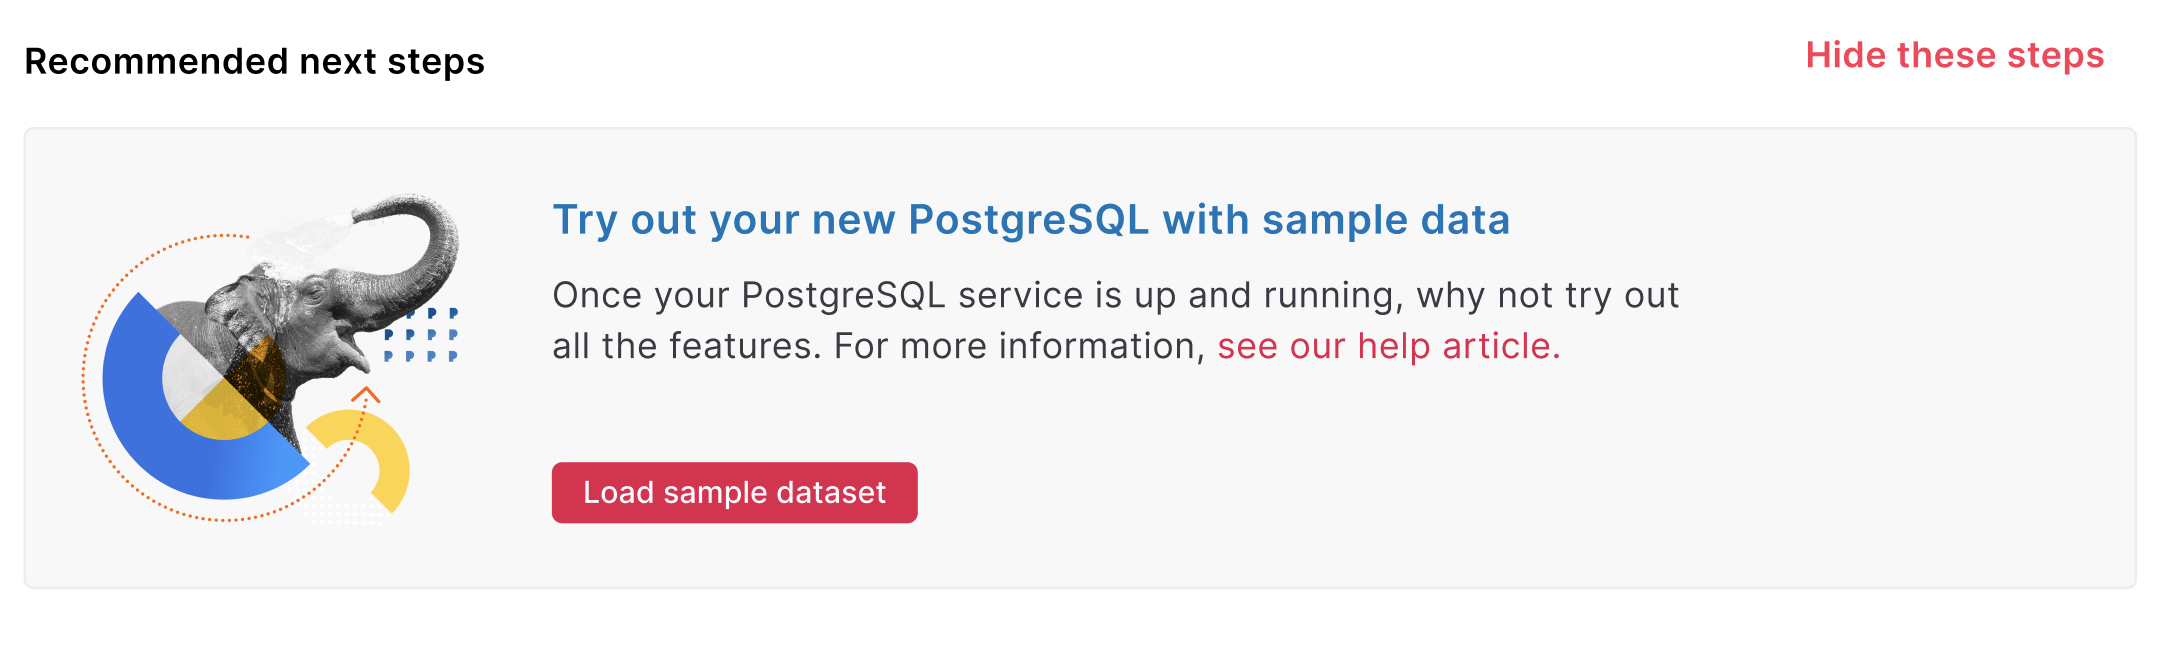 Recommended next steps
Hide these steps
Try out your new PostgreSQL with sample data
Once your PostgreSQL service is up and running, why not try out
all the features. For more information, see our help article.
Load sample dataset